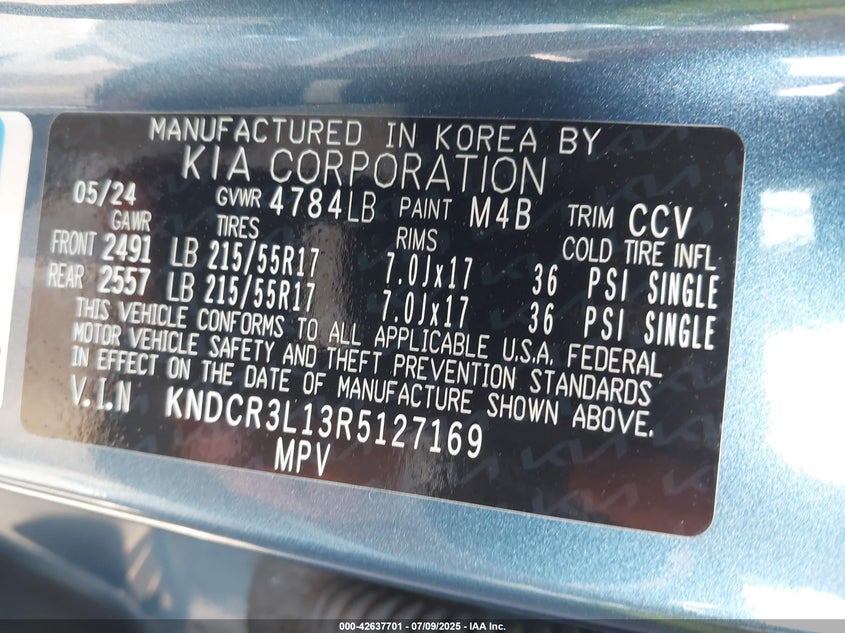 MANUFACTURED IN KOREA BY
KIA CORPORATION
05/24 GVWR 4784LB PAINT M4B TRIM CCV
GAWR TIRES RIMS COLD TIRE INFL
FRONT 2491 LB 215/55R17 7.0Jx17 36 PSI SINGLE
REAR 2557 LB 215/55R17 7.0Jx17 36 PSI SINGLE
THIS VEHICLE CONFORMS TO ALL APPLICABLE U.S.A. FEDERAL
MOTOR VEHICLE SAFETY AND THEFT PREVENTION STANDARDS
IN EFFECT ON THE DATE OF MANUFACTURE SHOWN ABOVE.
V.I.N KNDCR3L13R5127169
MPV
000-42637701 / 07/09/2025 - IAA Inc.